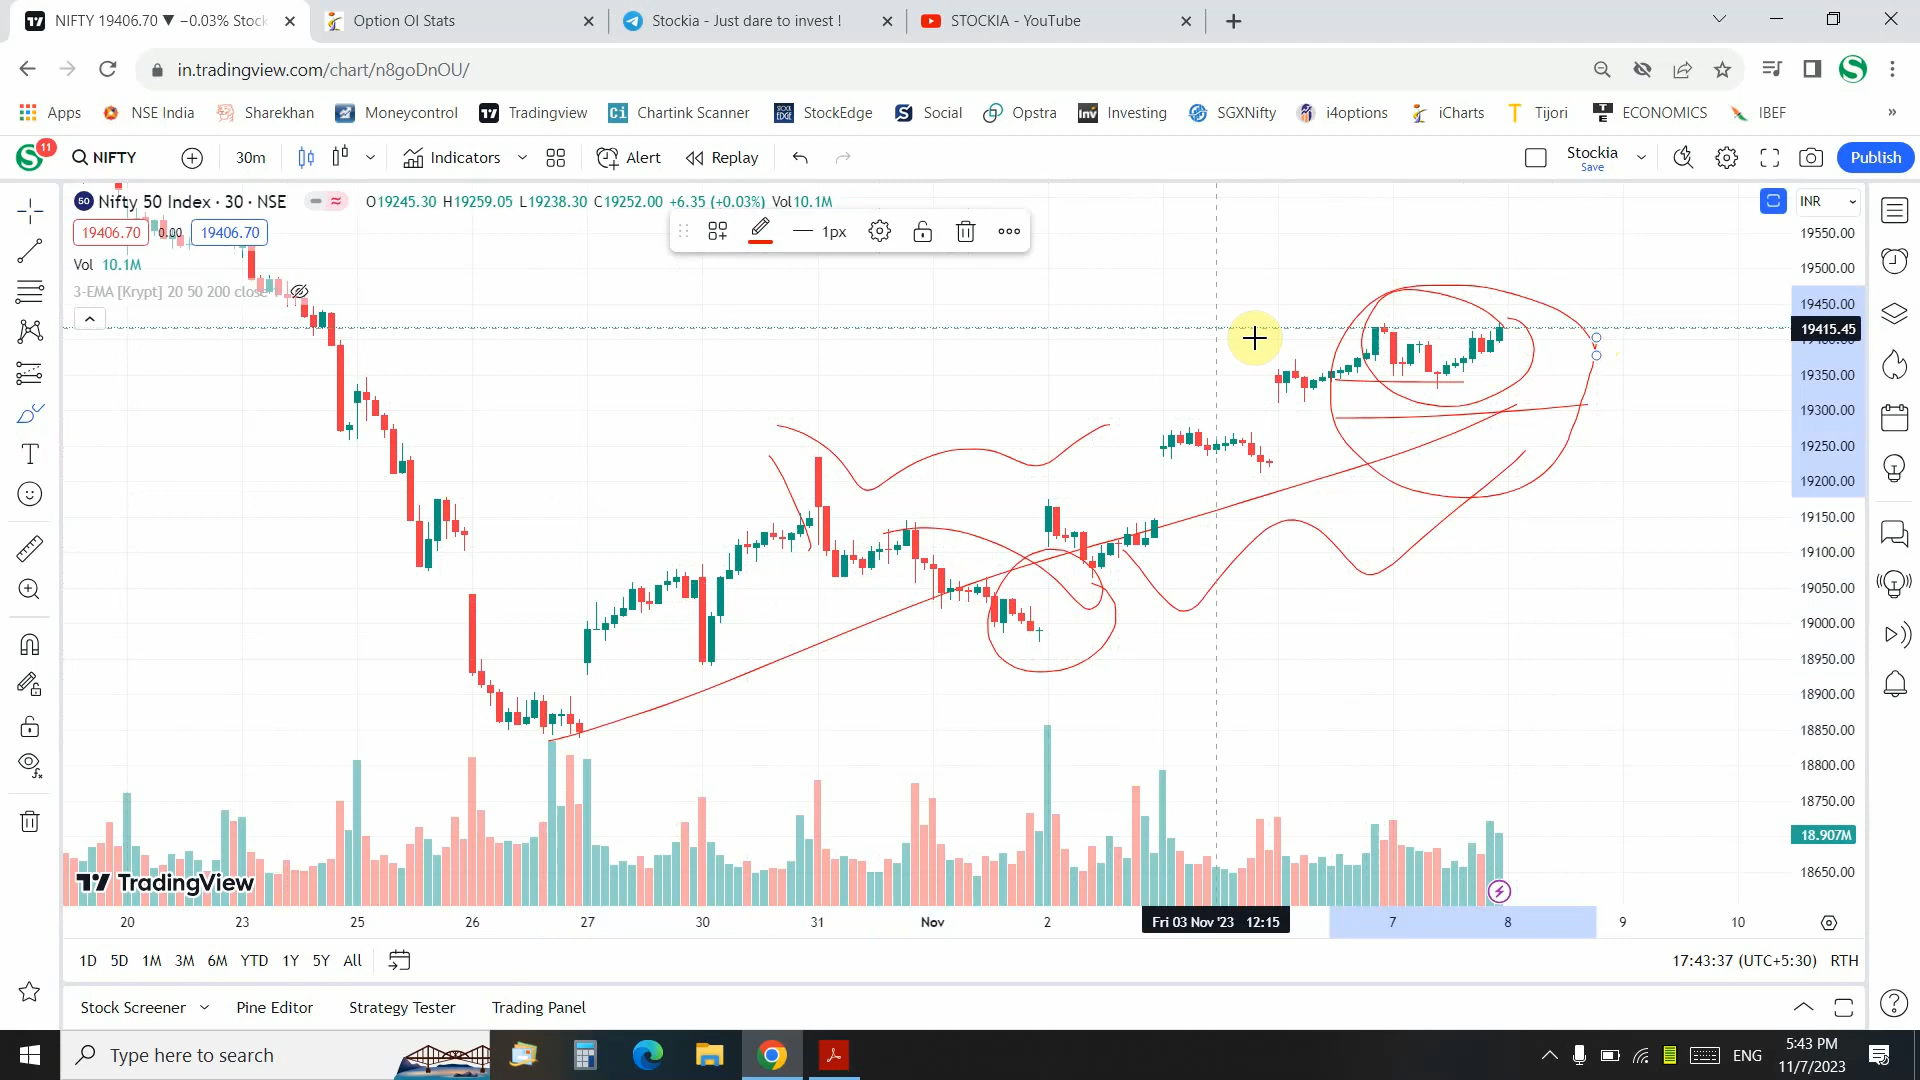 NIFTY 19406.70 ▼ −0.03% Stock
Option OI Stats
Stockia - Just dare to invest !
STOCKIA - YouTube
in.tradingview.com/chart/n8goDnOU/
Apps NSE India Sharekhan Moneycontrol Tradingview Chartink Scanner StockEdge Social Opstra Investing SGXNifty i4options iCharts Tijori ECONOMICS IBEF »
11 NIFTY 30m Indicators Alert Replay Stockia Save Publish
Nifty 50 Index · 30 · NSE O19245.30 H19259.05 L19238.30 C19252.00 +6.35 (+0.03%) Vol10.1M
INR
19406.70 0.00 19406.70
1px
Vol 10.1M
3-EMA [Krypt] 20 50 200 close
19550.00
19500.00
19450.00
19415.45
19350.00
19300.00
19250.00
19200.00
19150.00
19100.00
19050.00
19000.00
18950.00
18900.00
18850.00
18800.00
18750.00
18.907M
18650.00
TradingView
20 23 25 26 27 30 31 Nov 2 Fri 03 Nov '23 12:15 7 8 9 10
1D 5D 1M 3M 6M YTD 1Y 5Y All
17:43:37 (UTC+5:30) RTH
Stock Screener Pine Editor Strategy Tester Trading Panel
Type here to search
ENG
5:43 PM
11/7/2023